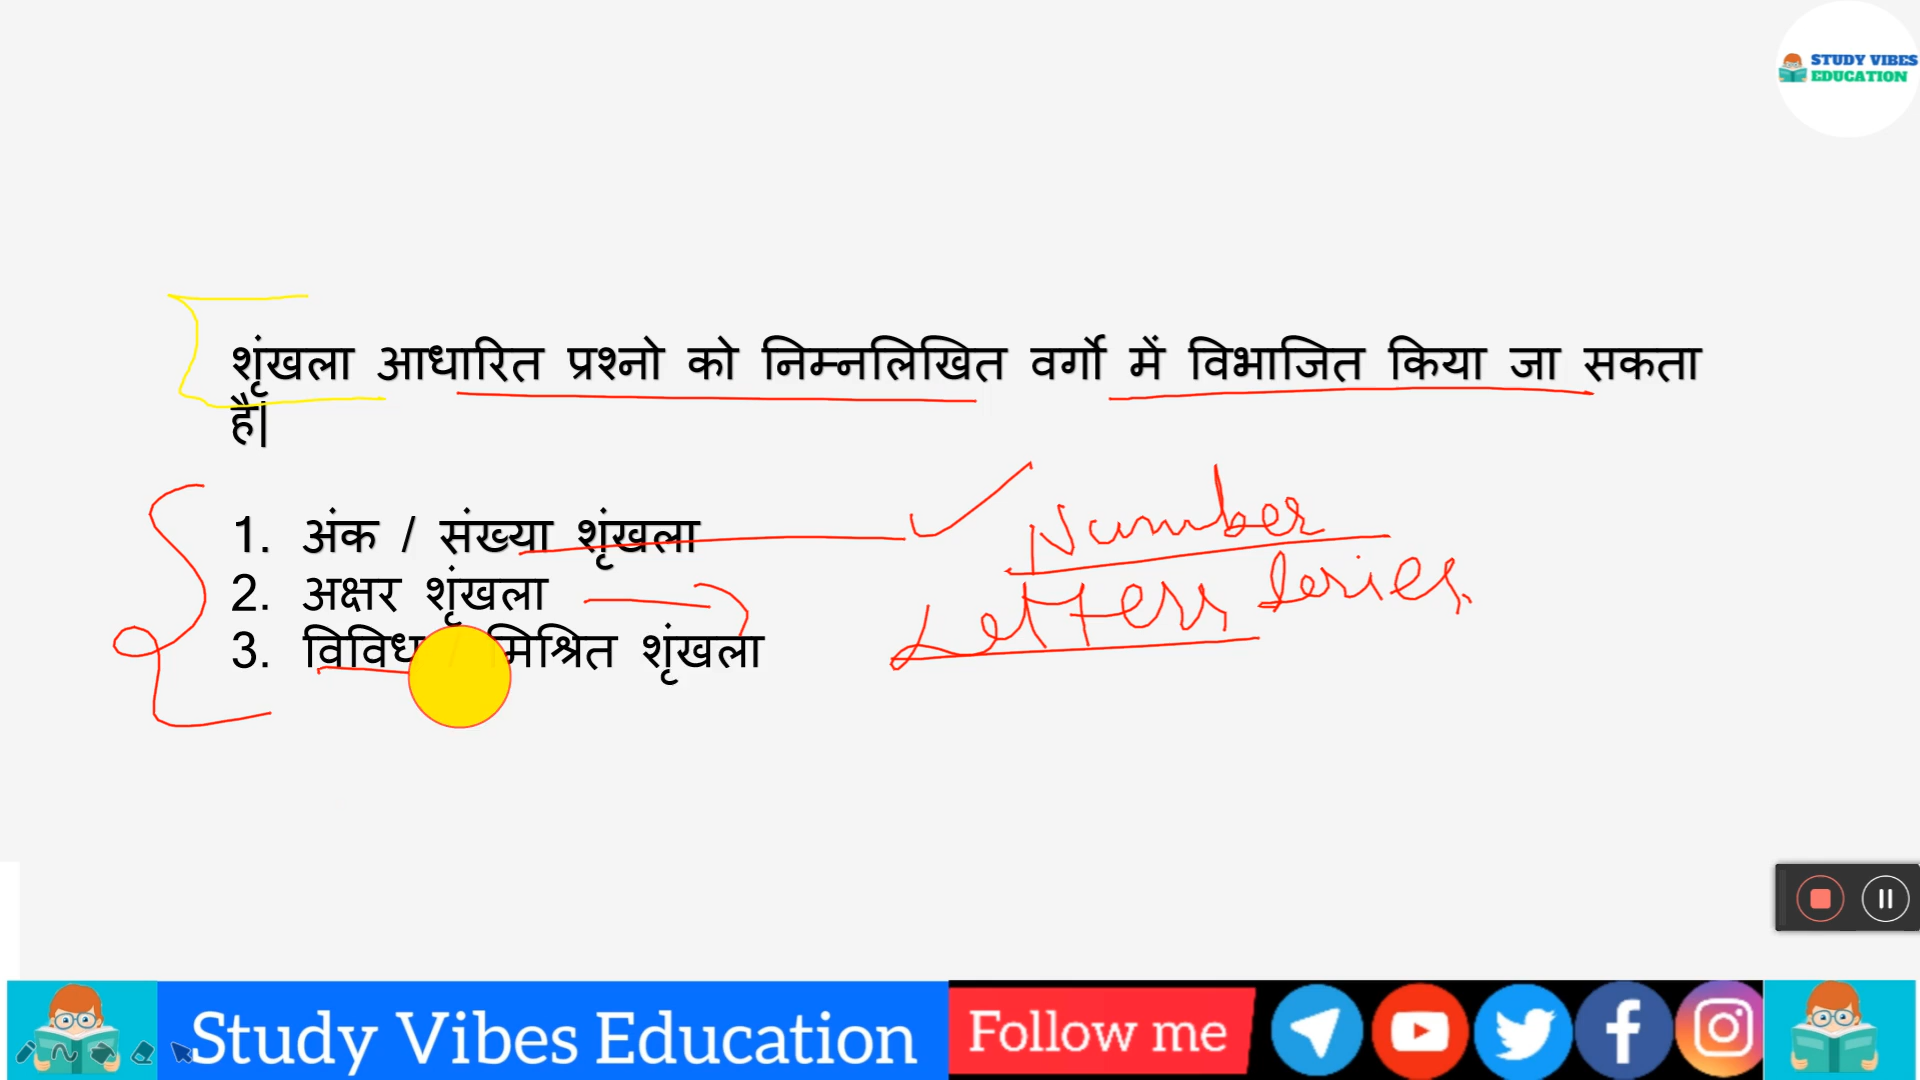 STUDY VIBES
EDUCATION
शृंखला आधारित प्रश्नो को निम्नलिखित वर्गो में विभाजित किया जा सकता
है|
1. अंक / संख्या शृंखला
Number
2. अक्षर शृंखला
Letters Series
3. विविध / मिश्रित शृंखला
Study Vibes Education
Follow me